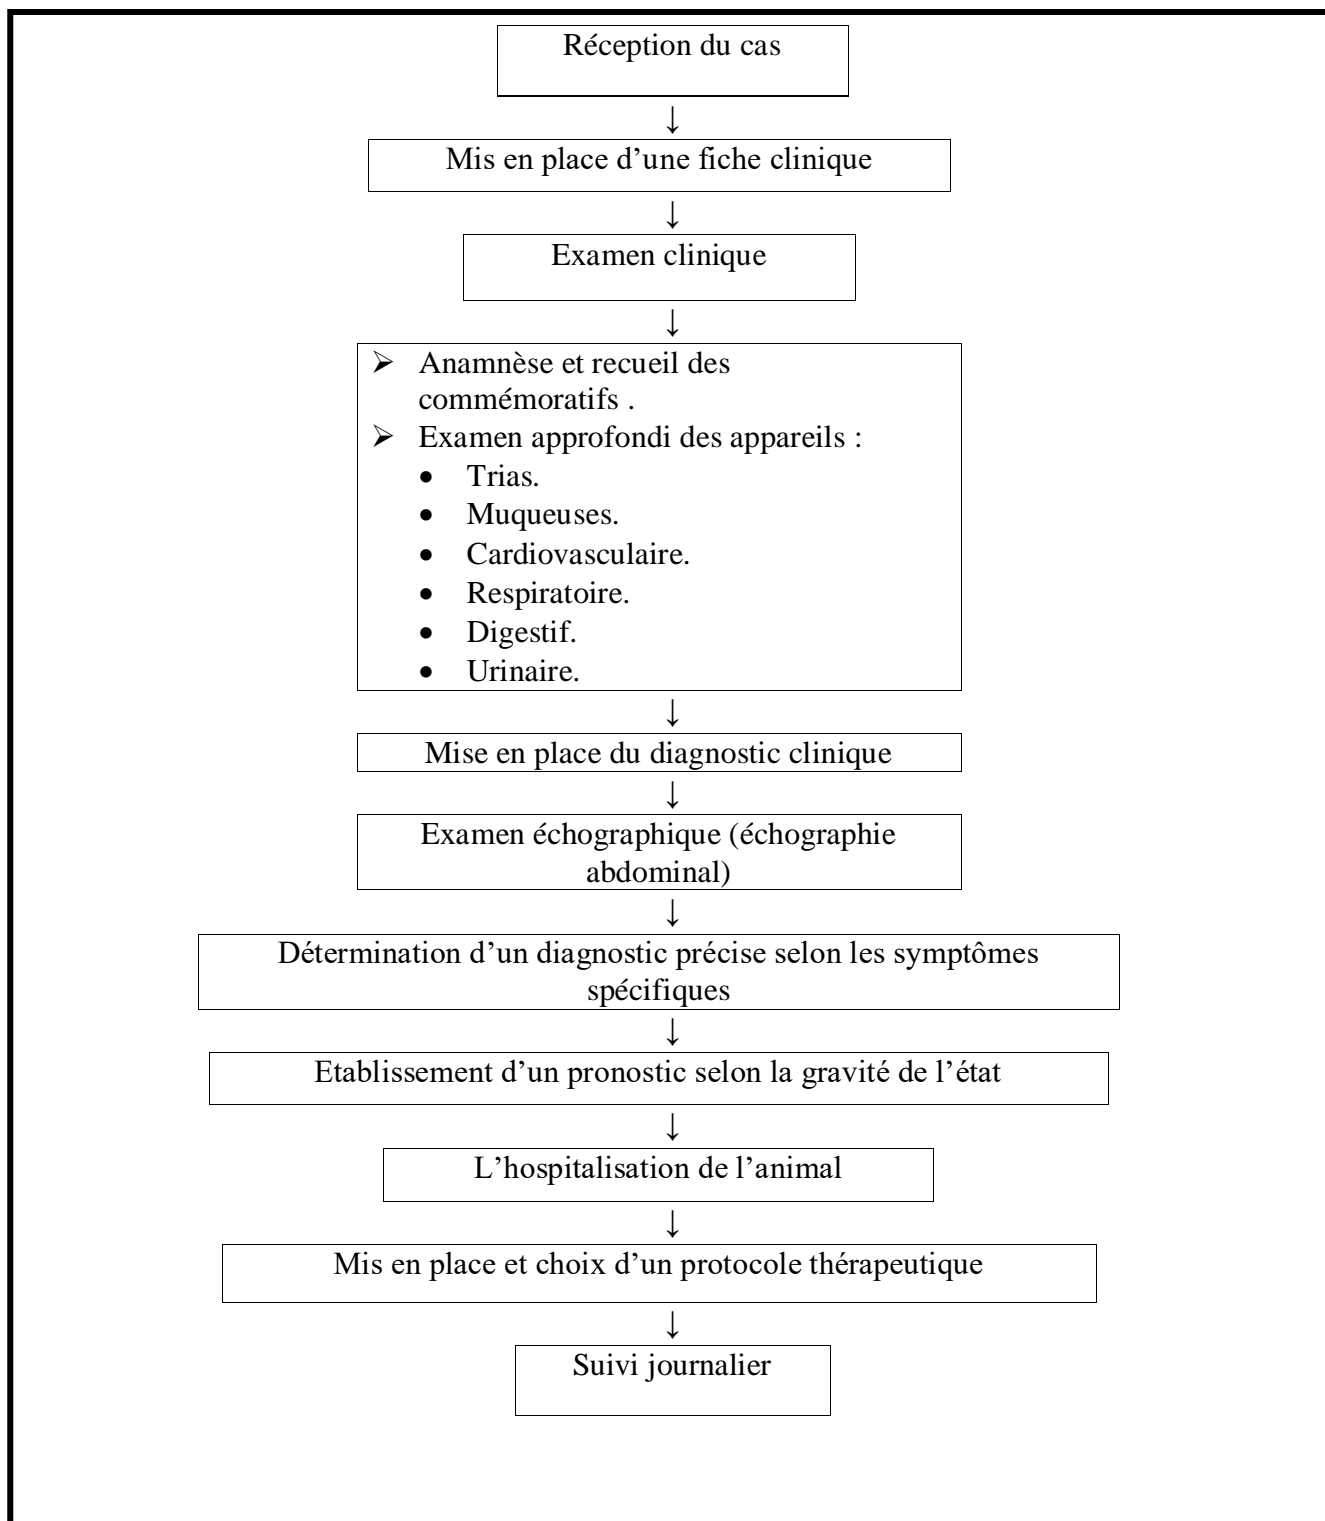 Réception du cas
↓
Mis en place d’une fiche clinique
↓
Examen clinique
↓
➢ Anamnèse et recueil des
commémoratifs .
➢ Examen approfondi des appareils :
• Trias.
• Muqueuses.
• Cardiovasculaire.
• Respiratoire.
• Digestif.
• Urinaire.
↓
Mise en place du diagnostic clinique
↓
Examen échographique (échographie
abdominal)
↓
Détermination d’un diagnostic précise selon les symptômes
spécifiques
↓
Etablissement d’un pronostic selon la gravité de l’état
↓
L’hospitalisation de l’animal
↓
Mis en place et choix d’un protocole thérapeutique
↓
Suivi journalier